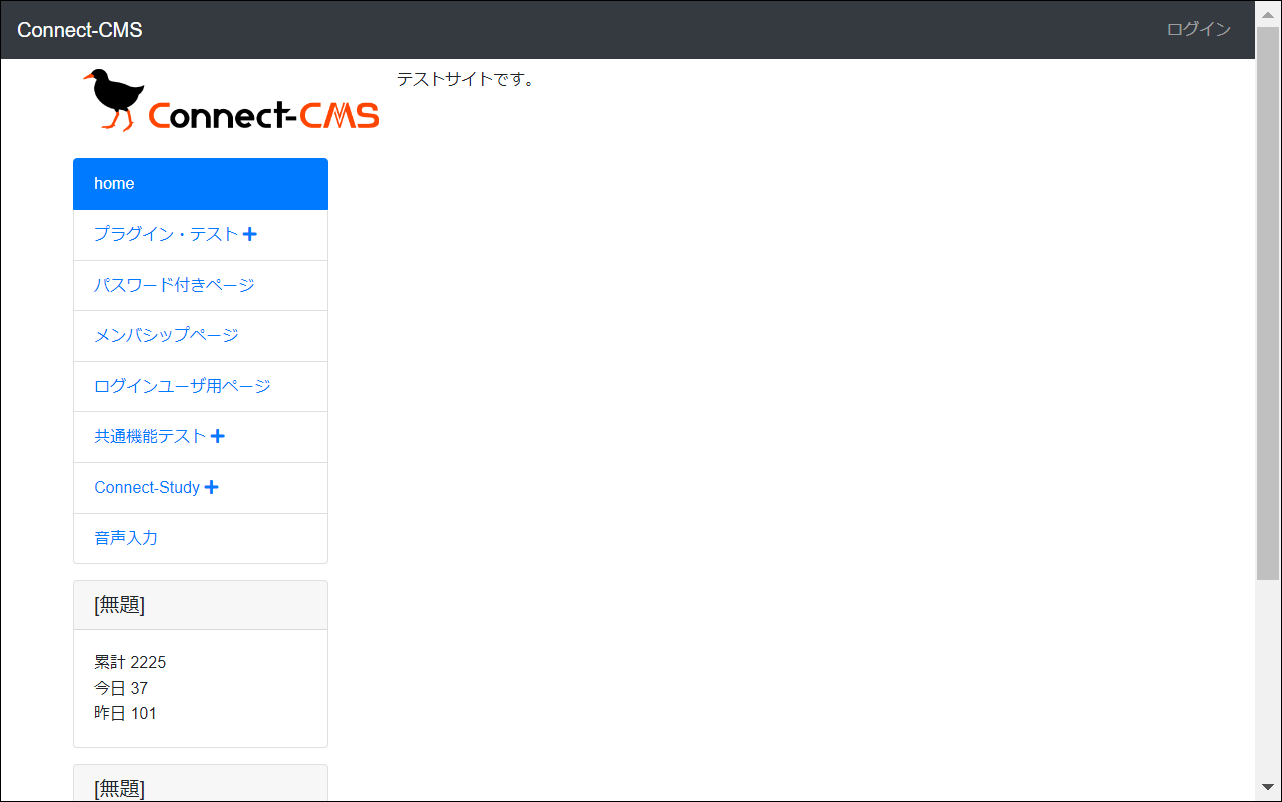 Connect-CMS
ログイン
Connect-CMS
テストサイトです。
home
プラグイン・テスト
パスワード付きページ
メンバシップページ
ログインユーザ用ページ
共通機能テスト
Connect-Study
音声入力
[無題]
累計 2225
今日 37
昨日 101
[無題]